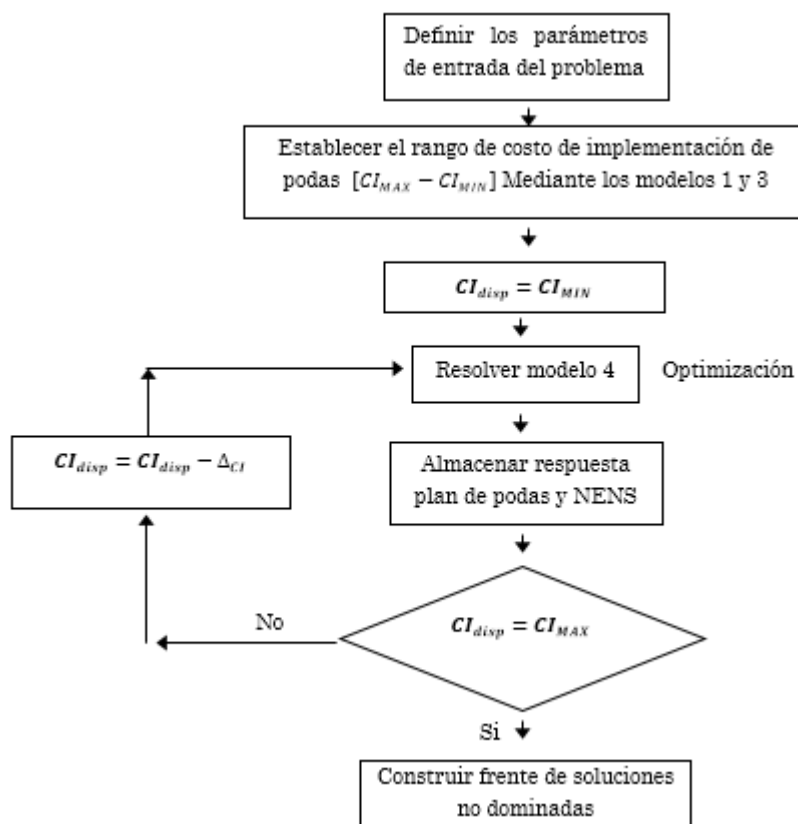 Definir los parámetros
de entrada del problema
Establecer el rango de costo de implementación de
podas [CI_MAX − CI_MIN] Mediante los modelos 1 y 3
CI_disp = CI_MIN
Resolver modelo 4
Optimización
CI_disp = CI_disp − Δ_CI
Almacenar respuesta
plan de podas y NENS
No
CI_disp = CI_MAX
Si
Construir frente de soluciones
no dominadas